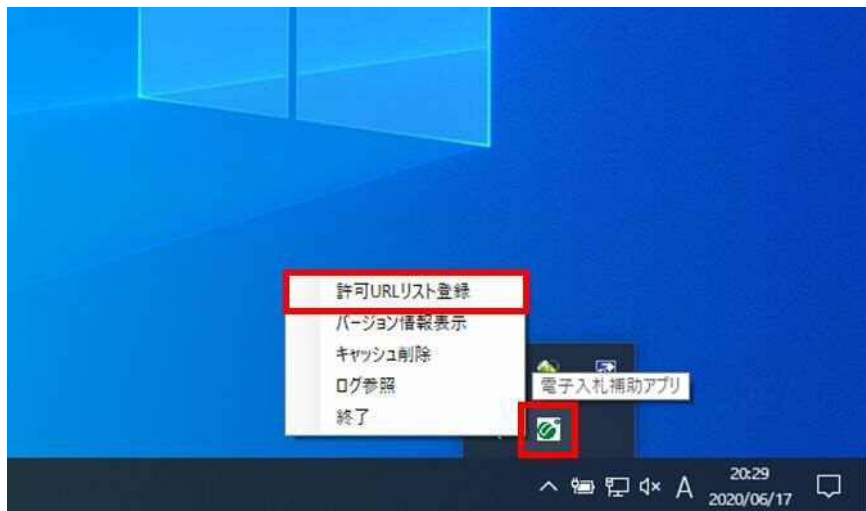 許可URLリスト登録
バージョン情報表示
キャッシュ削除
ログ参照
終了
電子入札補助アプリ
A
20:29
2020/06/17